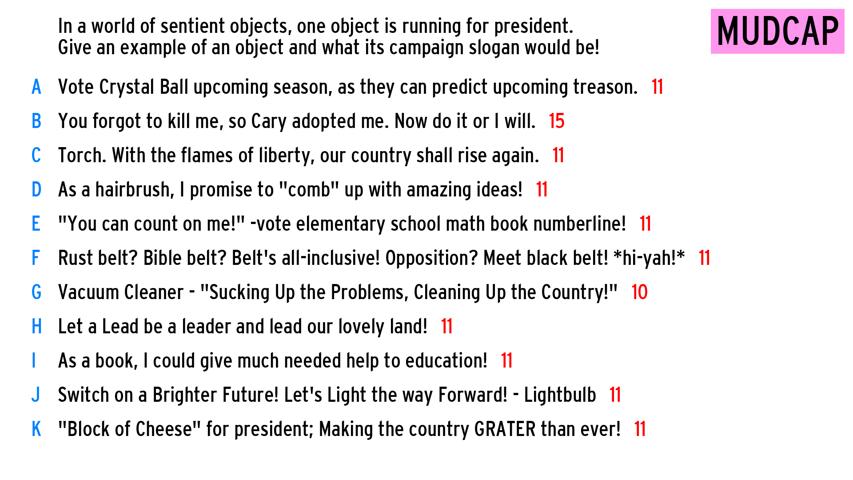 In a world of sentient objects, one object is running for president.
Give an example of an object and what its campaign slogan would be!
MUDCAP
A Vote Crystal Ball upcoming season, as they can predict upcoming treason. 11
B You forgot to kill me, so Cary adopted me. Now do it or I will. 15
C Torch. With the flames of liberty, our country shall rise again. 11
D As a hairbrush, I promise to "comb" up with amazing ideas! 11
E "You can count on me!" -vote elementary school math book numberline! 11
F Rust belt? Bible belt? Belt's all-inclusive! Opposition? Meet black belt! *hi-yah!* 11
G Vacuum Cleaner - "Sucking Up the Problems, Cleaning Up the Country!" 10
H Let a Lead be a leader and lead our lovely land! 11
I As a book, I could give much needed help to education! 11
J Switch on a Brighter Future! Let's Light the way Forward! - Lightbulb 11
K "Block of Cheese" for president; Making the country GRATER than ever! 11